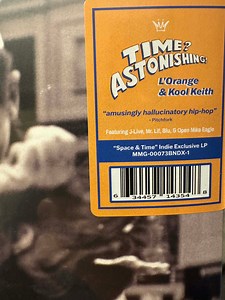 TIME?
ASTONISHING!
L'Orange
& Kool Keith
"amusingly hallucinatory hip-hop"
- Pitchfork
Featuring J-Live, Mr. Lif, Blu, & Open Mike Eagle
"Space & Time" Indie Exclusive LP
MMG-00073BNDX-1
6 34457 14354 8